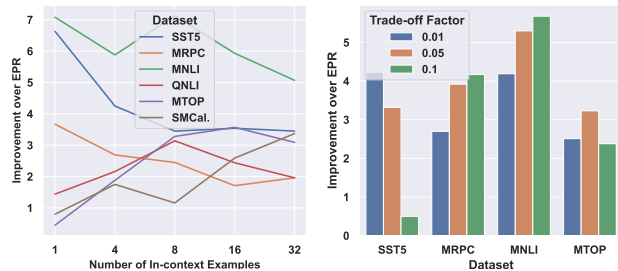 Improvement over EPR
7
6
5
4
3
2
1
Dataset
SST5
MRPC
MNLI
QNLI
MTOP
SMCal.
1
4
8
16
32
Number of In-context Examples
Improvement over EPR
5
4
3
2
1
0
Trade-off Factor
0.01
0.05
0.1
SST5
MRPC
MNLI
MTOP
Dataset